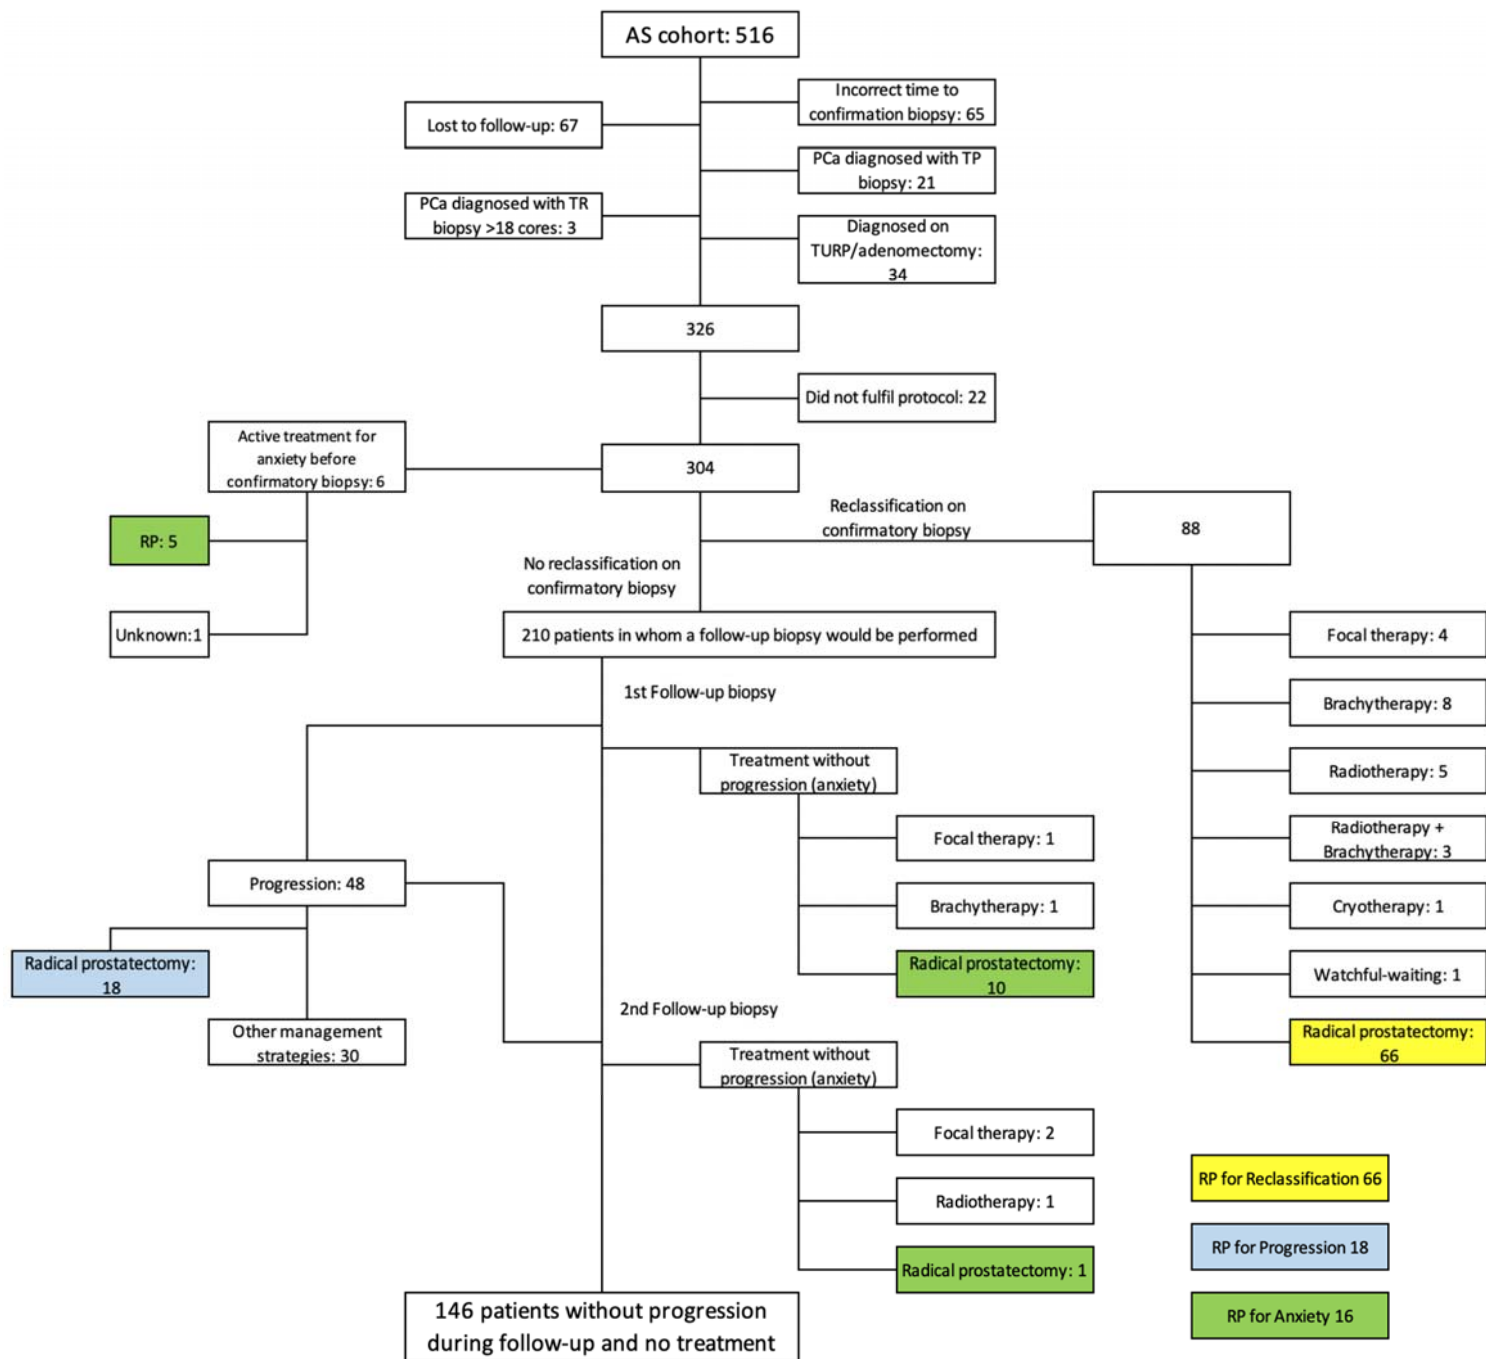 AS cohort: 516
Incorrect time to
confirmation biopsy: 65
Lost to follow-up: 67
PCa diagnosed with TP
biopsy: 21
PCa diagnosed with TR
biopsy >18 cores: 3
Diagnosed on
TURP/adenomectomy:
34
326
Did not fulfil protocol: 22
Active treatment for
anxiety before
confirmatory biopsy: 6
304
Reclassification on
confirmatory biopsy
88
RP: 5
No reclassification on
confirmatory biopsy
Unknown:1
210 patients in whom a follow-up biopsy would be performed
Focal therapy: 4
1st Follow-up biopsy
Brachytherapy: 8
Treatment without
progression (anxiety)
Radiotherapy: 5
Focal therapy: 1
Radiotherapy +
Brachytherapy: 3
Progression: 48
Brachytherapy: 1
Cryotherapy: 1
Radical prostatectomy:
18
Radical prostatectomy:
10
Watchful-waiting: 1
2nd Follow-up biopsy
Other management
strategies: 30
Treatment without
progression (anxiety)
Radical prostatectomy:
66
Focal therapy: 2
RP for Reclassification 66
Radiotherapy: 1
RP for Progression 18
Radical prostatectomy: 1
RP for Anxiety 16
146 patients without progression
during follow-up and no treatment